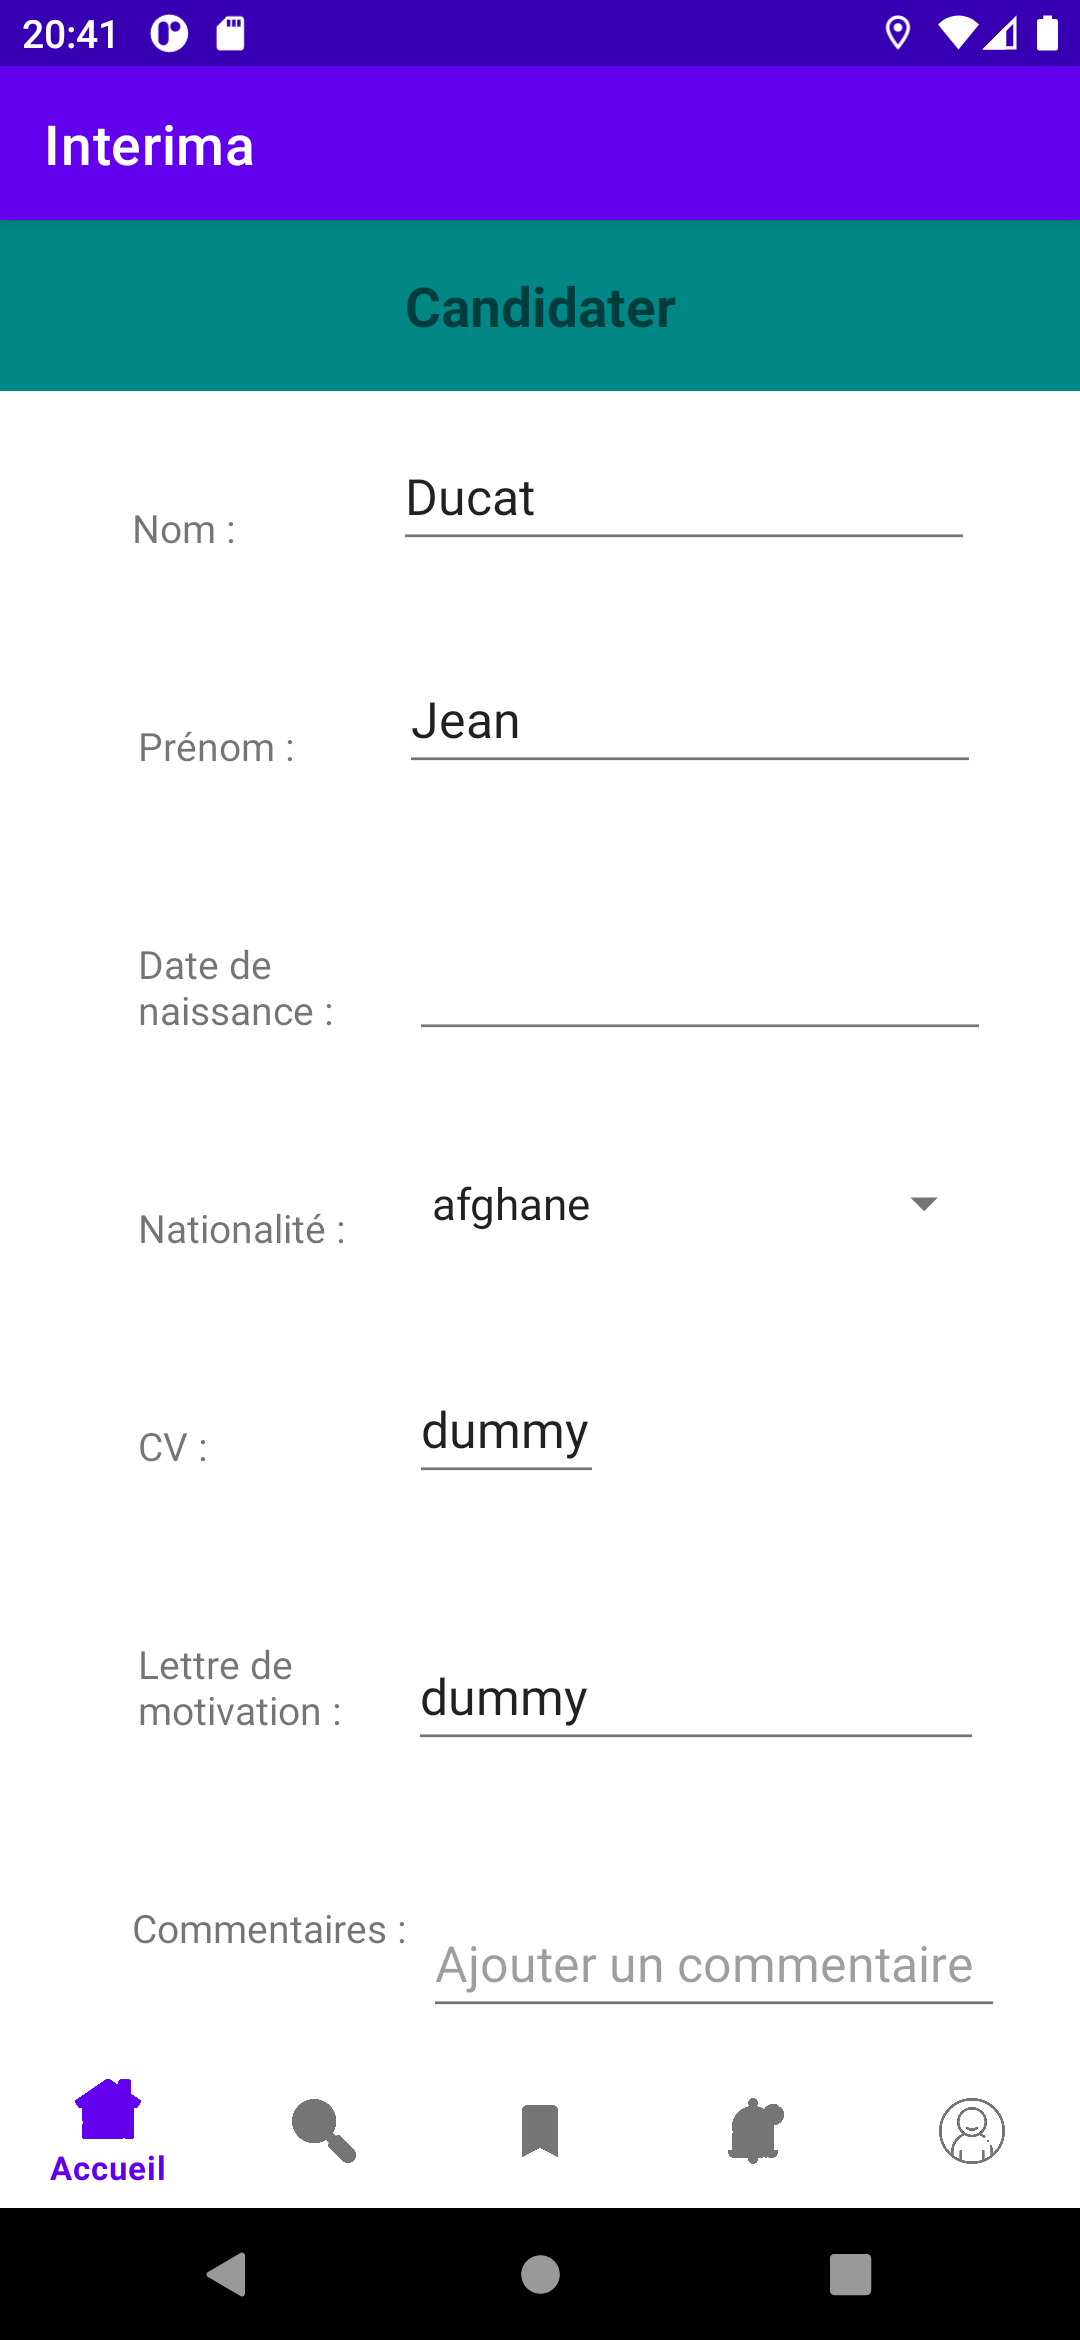 20:41
Interima
Candidater
Nom :
Ducat
Prénom :
Jean
Date de
naissance :
Nationalité :
afghane
CV :
dummy
Lettre de
motivation :
dummy
Commentaires :
Ajouter un commentaire
Accueil